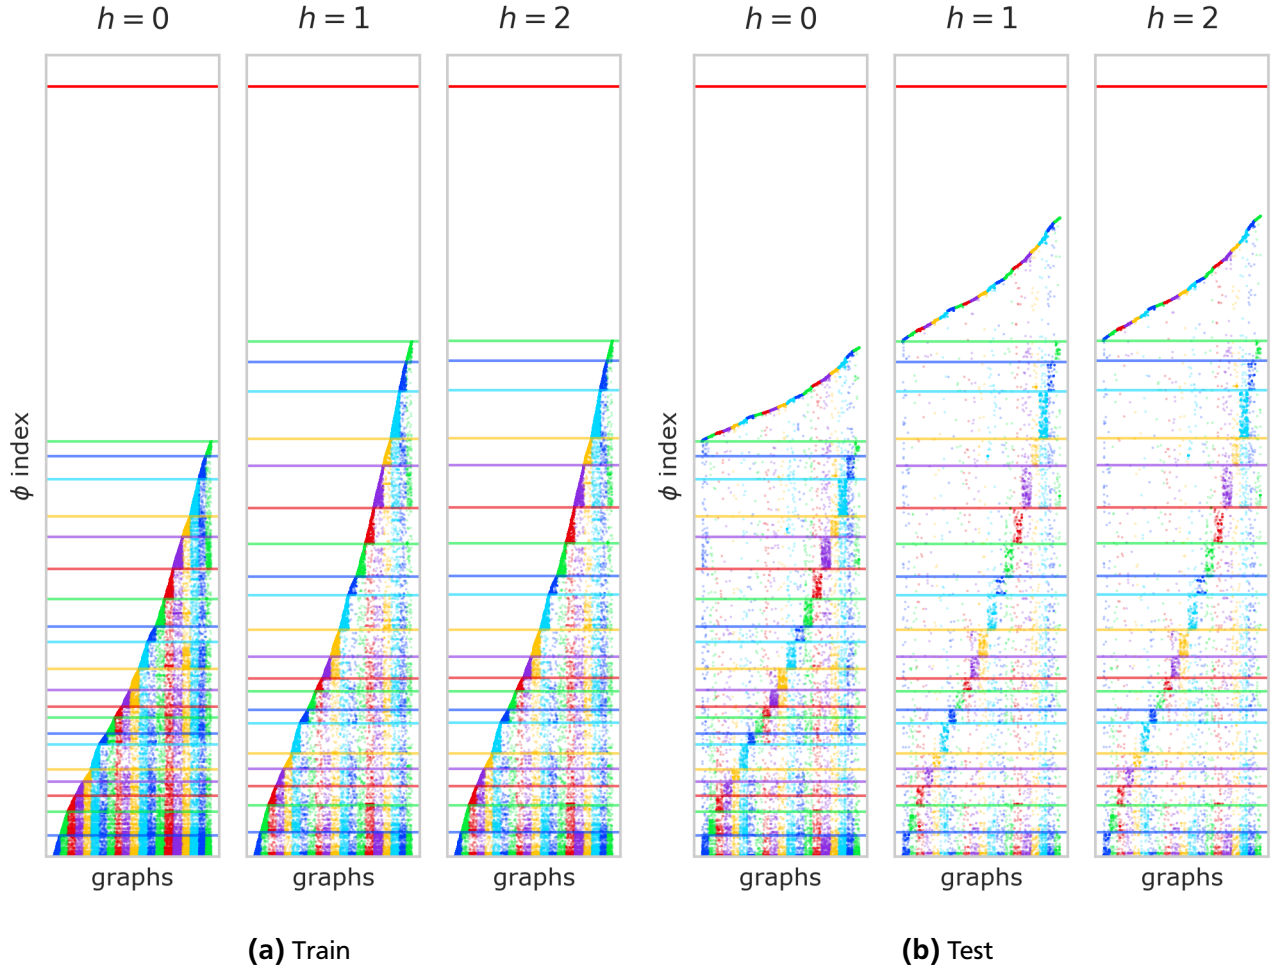 h = 0 h = 1 h = 2 h = 0 h = 1 h = 2
ϕ index ϕ index
graphs graphs graphs graphs graphs graphs
(a) Train (b) Test